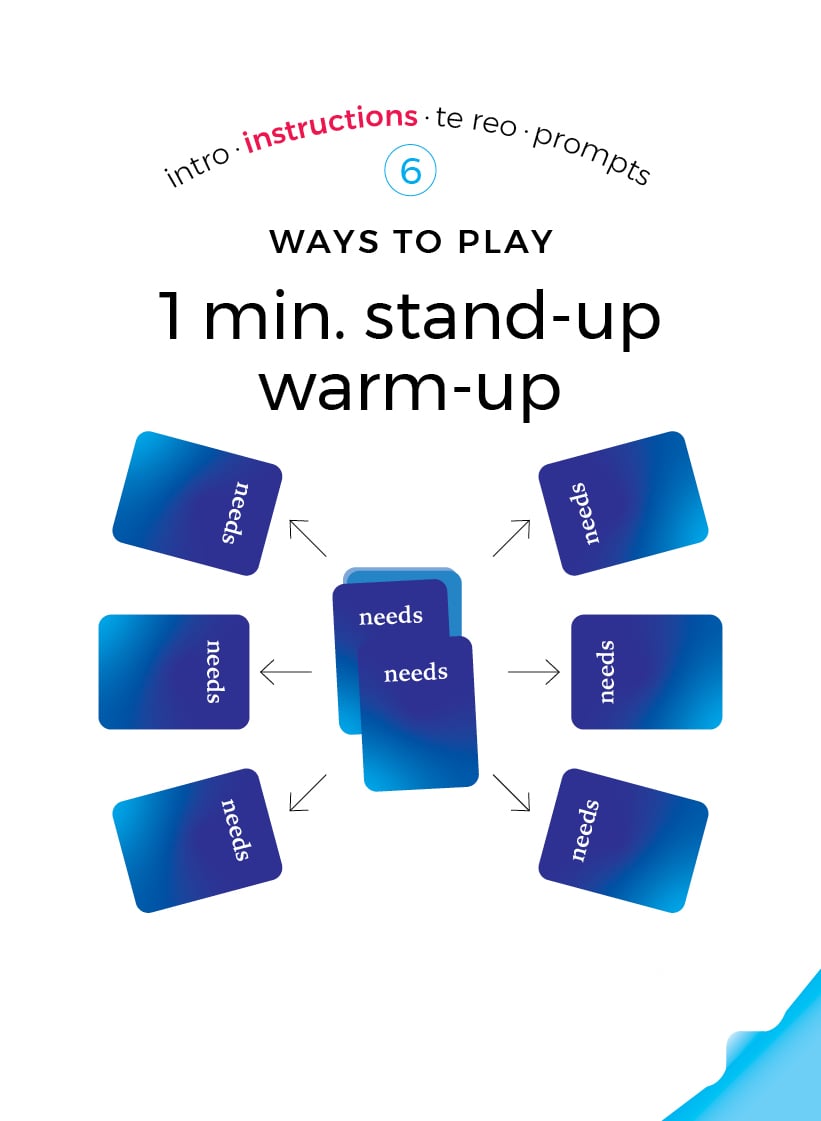 intro · instructions · te reo · prompts
6
WAYS TO PLAY
1 min. stand-up
warm-up
needs
needs
needs
needs
needs
needs
needs
needs